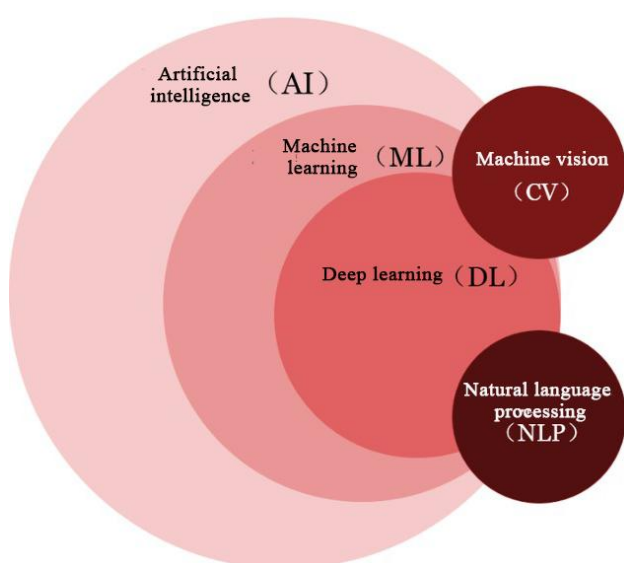 Artificial
intelligence（AI）
Machine
learning（ML）
Machine vision
（CV）
Deep learning（DL）
Natural language
processing
（NLP）